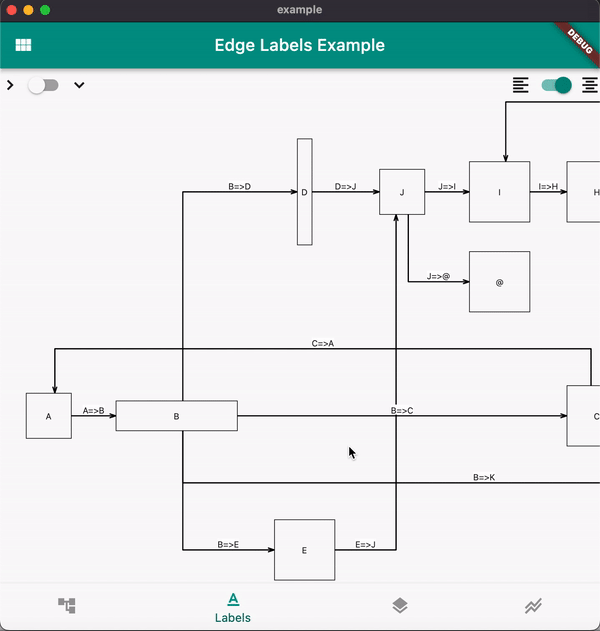 example
Edge Labels Example
DEBUG
B=>D
D
D=>J
J
J=>I
I
I=>H
H
J=>@
@
C=>A
A
A=>B
B
B=>C
C
B=>K
B=>E
E
E=>J
A
Labels